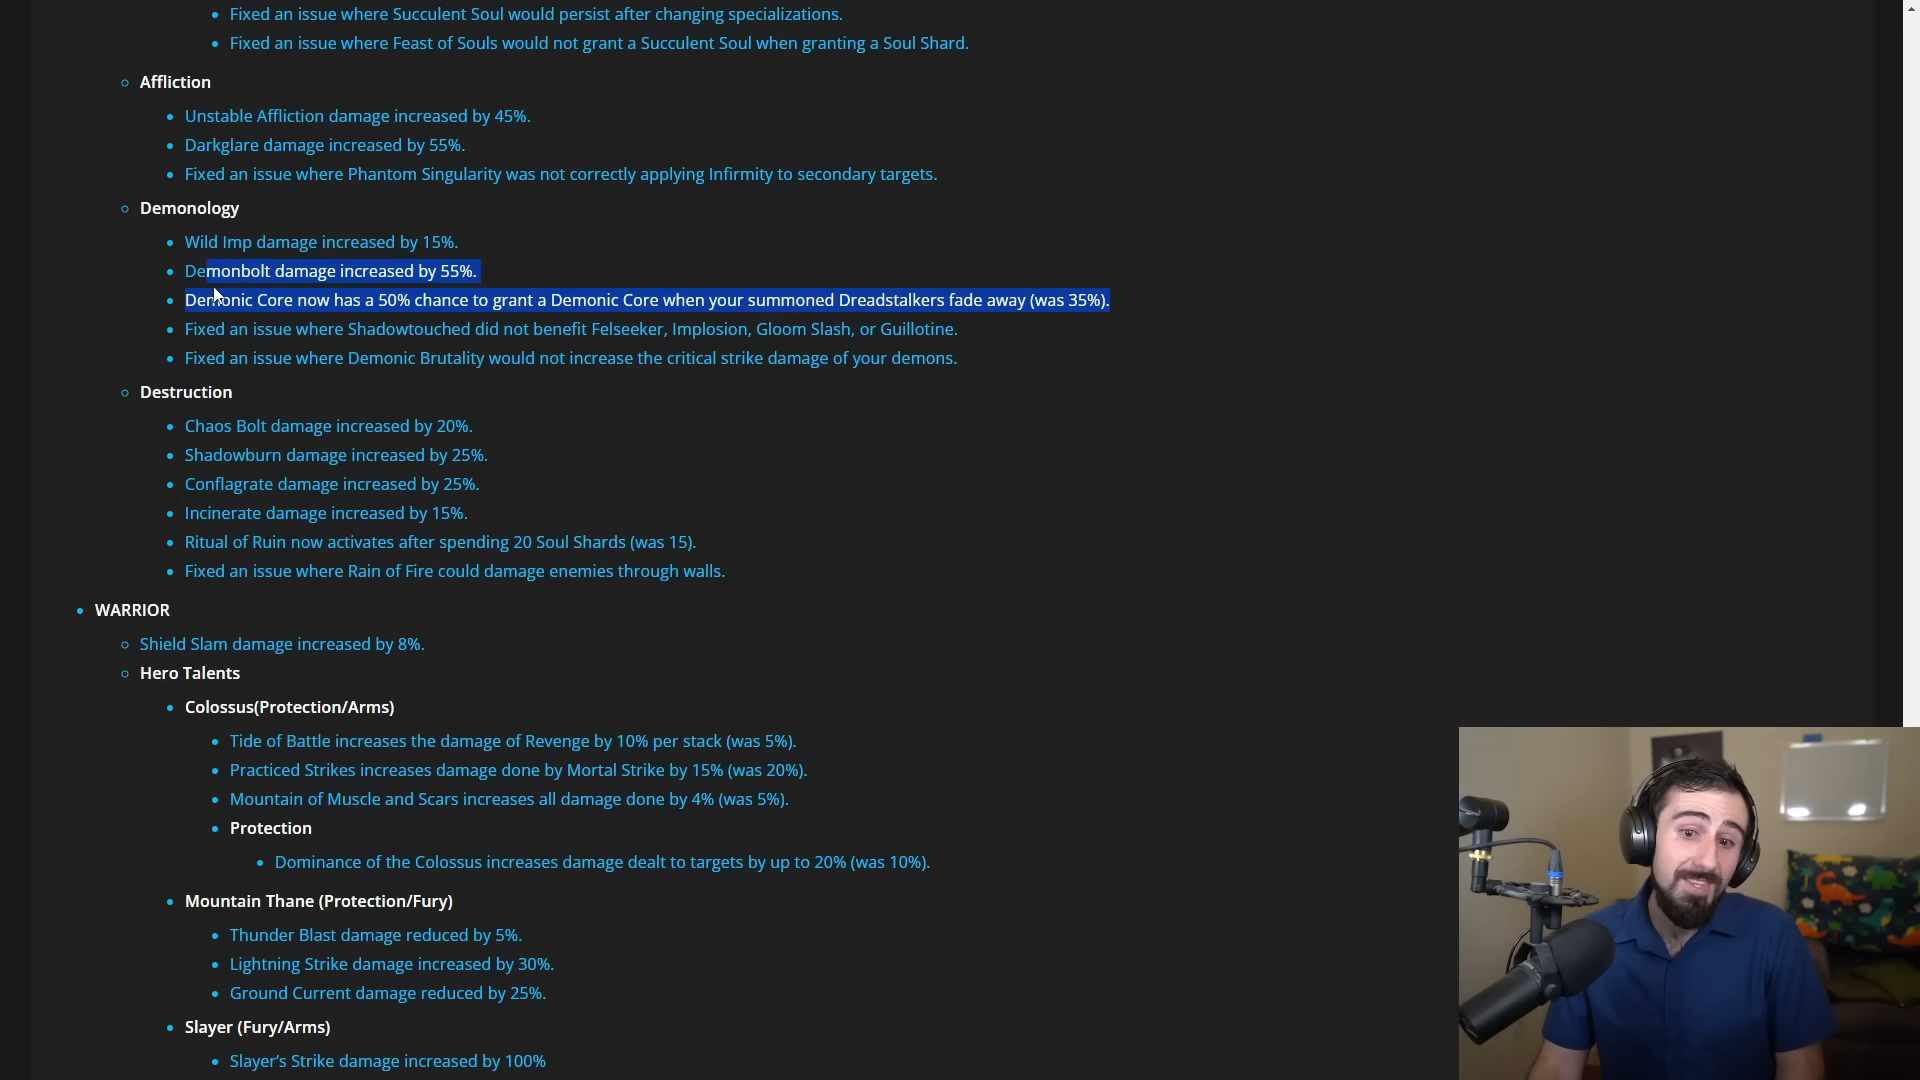 Fixed an issue where Succulent Soul would persist after changing specializations.
Fixed an issue where Feast of Souls would not grant a Succulent Soul when granting a Soul Shard.
Affliction
Unstable Affliction damage increased by 45%.
Darkglare damage increased by 55%.
Fixed an issue where Phantom Singularity was not correctly applying Infirmity to secondary targets.
Demonology
Wild Imp damage increased by 15%.
Demonbolt damage increased by 55%.
Demonic Core now has a 50% chance to grant a Demonic Core when your summoned Dreadstalkers fade away (was 35%).
Fixed an issue where Shadowtouched did not benefit Felseeker, Implosion, Gloom Slash, or Guillotine.
Fixed an issue where Demonic Brutality would not increase the critical strike damage of your demons.
Destruction
Chaos Bolt damage increased by 20%.
Shadowburn damage increased by 25%.
Conflagrate damage increased by 25%.
Incinerate damage increased by 15%.
Ritual of Ruin now activates after spending 20 Soul Shards (was 15).
Fixed an issue where Rain of Fire could damage enemies through walls.
WARRIOR
Shield Slam damage increased by 8%.
Hero Talents
Colossus(Protection/Arms)
Tide of Battle increases the damage of Revenge by 10% per stack (was 5%).
Practiced Strikes increases damage done by Mortal Strike by 15% (was 20%).
Mountain of Muscle and Scars increases all damage done by 4% (was 5%).
Protection
Dominance of the Colossus increases damage dealt to targets by up to 20% (was 10%).
Mountain Thane (Protection/Fury)
Thunder Blast damage reduced by 5%.
Lightning Strike damage increased by 30%.
Ground Current damage reduced by 25%.
Slayer (Fury/Arms)
Slayer’s Strike damage increased by 100%